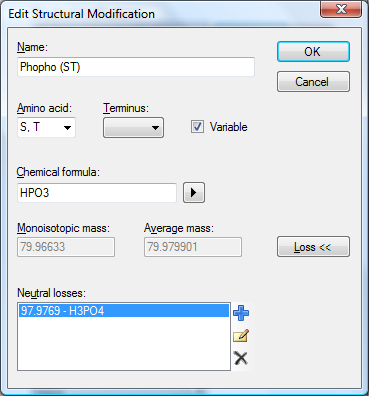 Edit Structural Modification
Name:
Phopho (ST)
OK
Cancel
Amino acid: Terminus:
S, T
Variable
Chemical formula:
HPO3
Monoisotopic mass: Average mass:
79.96633 79.979901
Loss <<
Neutral losses:
97.9769 - H3PO4